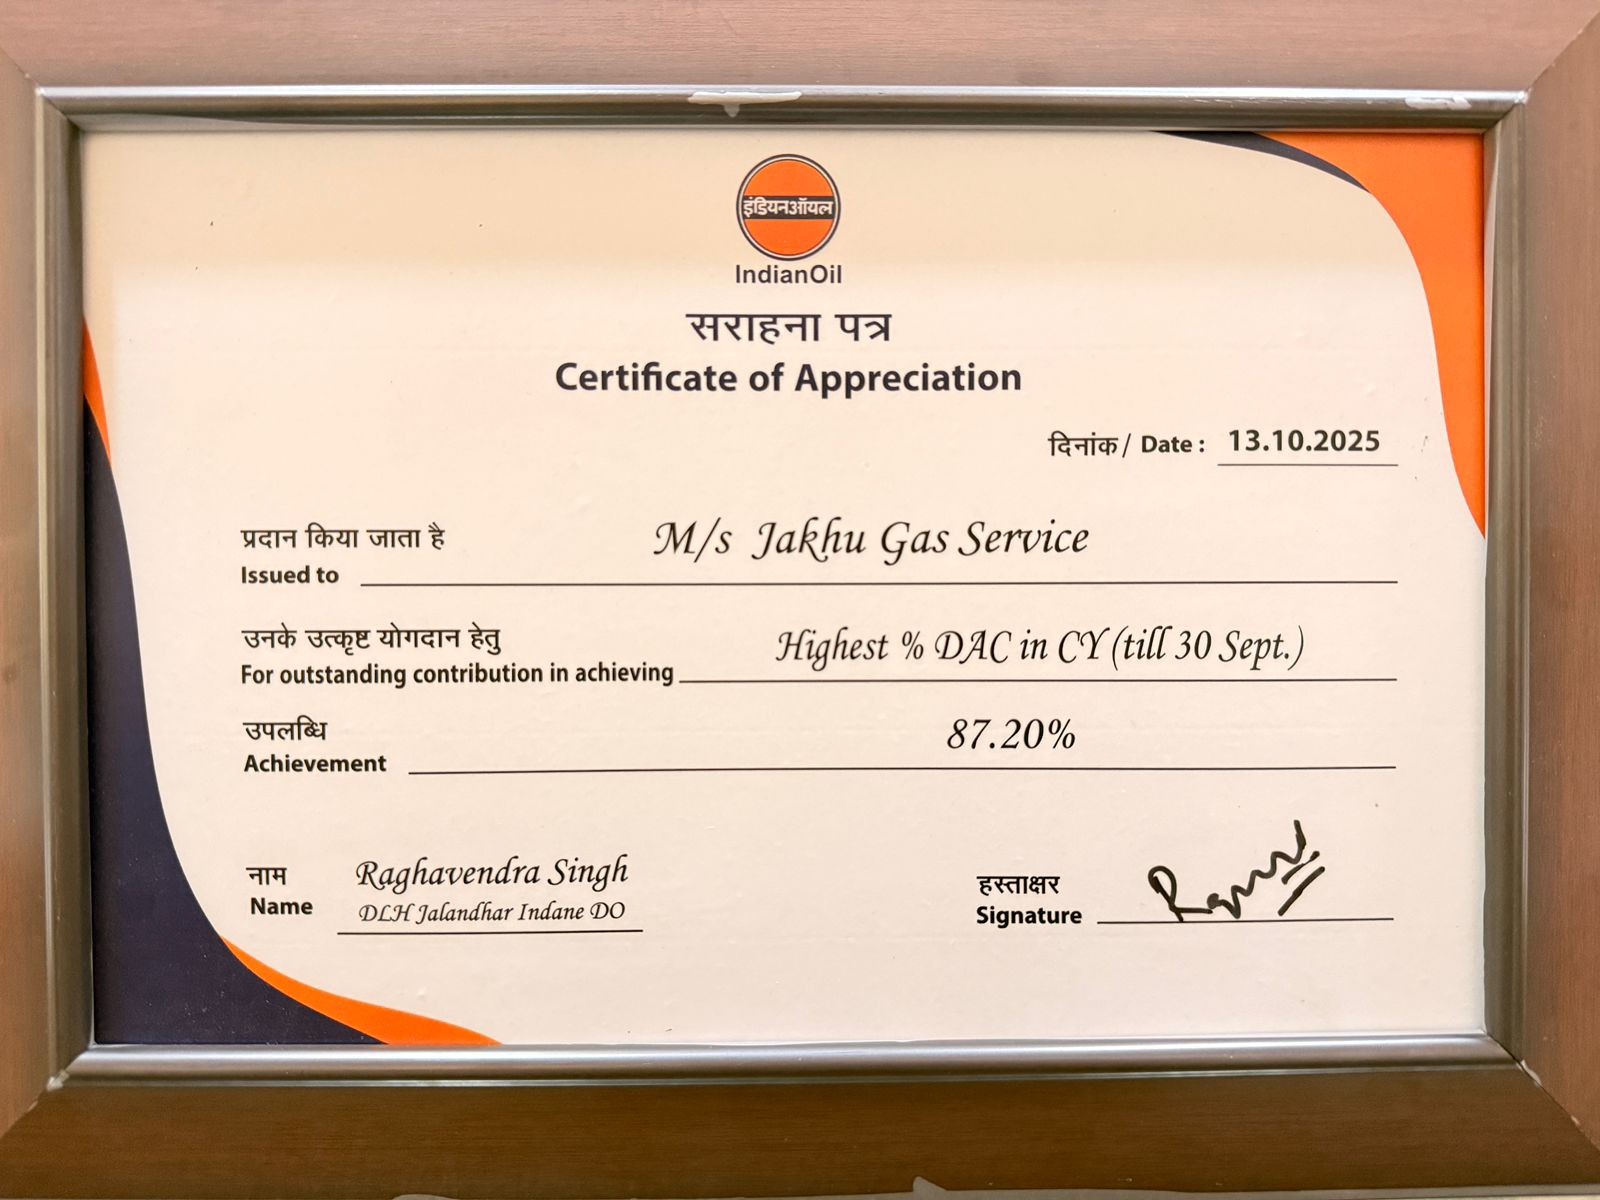 इंडियनऑयल
IndianOil
सराहना पत्र
Certificate of Appreciation
दिनांक / Date : 13.10.2025
प्रदान किया जाता है
Issued to M/s Jakhu Gas Service
उनके उत्कृष्ट योगदान हेतु
For outstanding contribution in achieving Highest % DAC in CY (till 30 Sept.)
उपलब्धि
Achievement 87.20%
नाम
Name Raghavendra Singh
DLH Jalandhar Indane DO
हस्ताक्षर
Signature